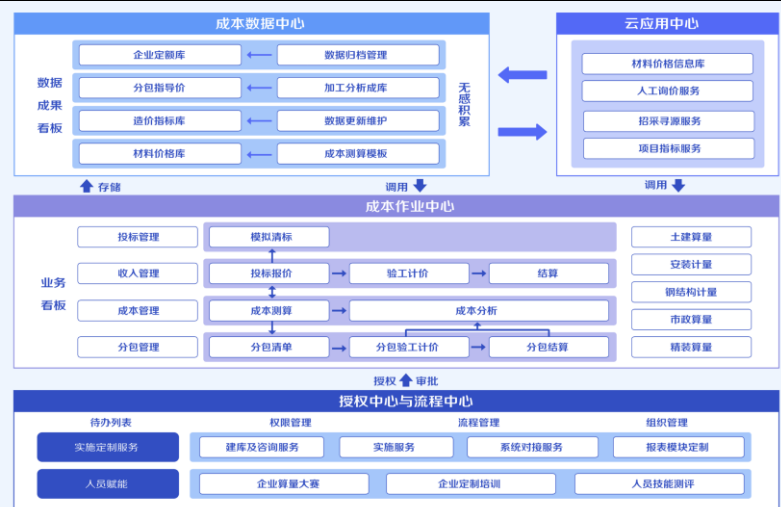 成本数据中心
数据
成果
看板
企业定额库
数据归档管理
分包指导价
加工分析成库
造价指标库
数据更新维护
材料价格库
成本测算模板
无感积累
云应用中心
材料价格信息库
人工询价服务
招采寻源服务
项目指标服务
存储
调用
调用
成本作业中心
业务
看板
投标管理
模拟清标
收入管理
投标报价
验工计价
结算
成本管理
成本测算
成本分析
分包管理
分包清单
分包验工计价
分包结算
土建算量
安装计量
钢结构计量
市政算量
精装算量
授权 审批
授权中心与流程中心
待办列表 权限管理 流程管理 组织管理
实施定制服务
建库及咨询服务
实施服务
系统对接服务
报表模块定制
人员赋能
企业算量大赛
企业定制培训
人员技能测评